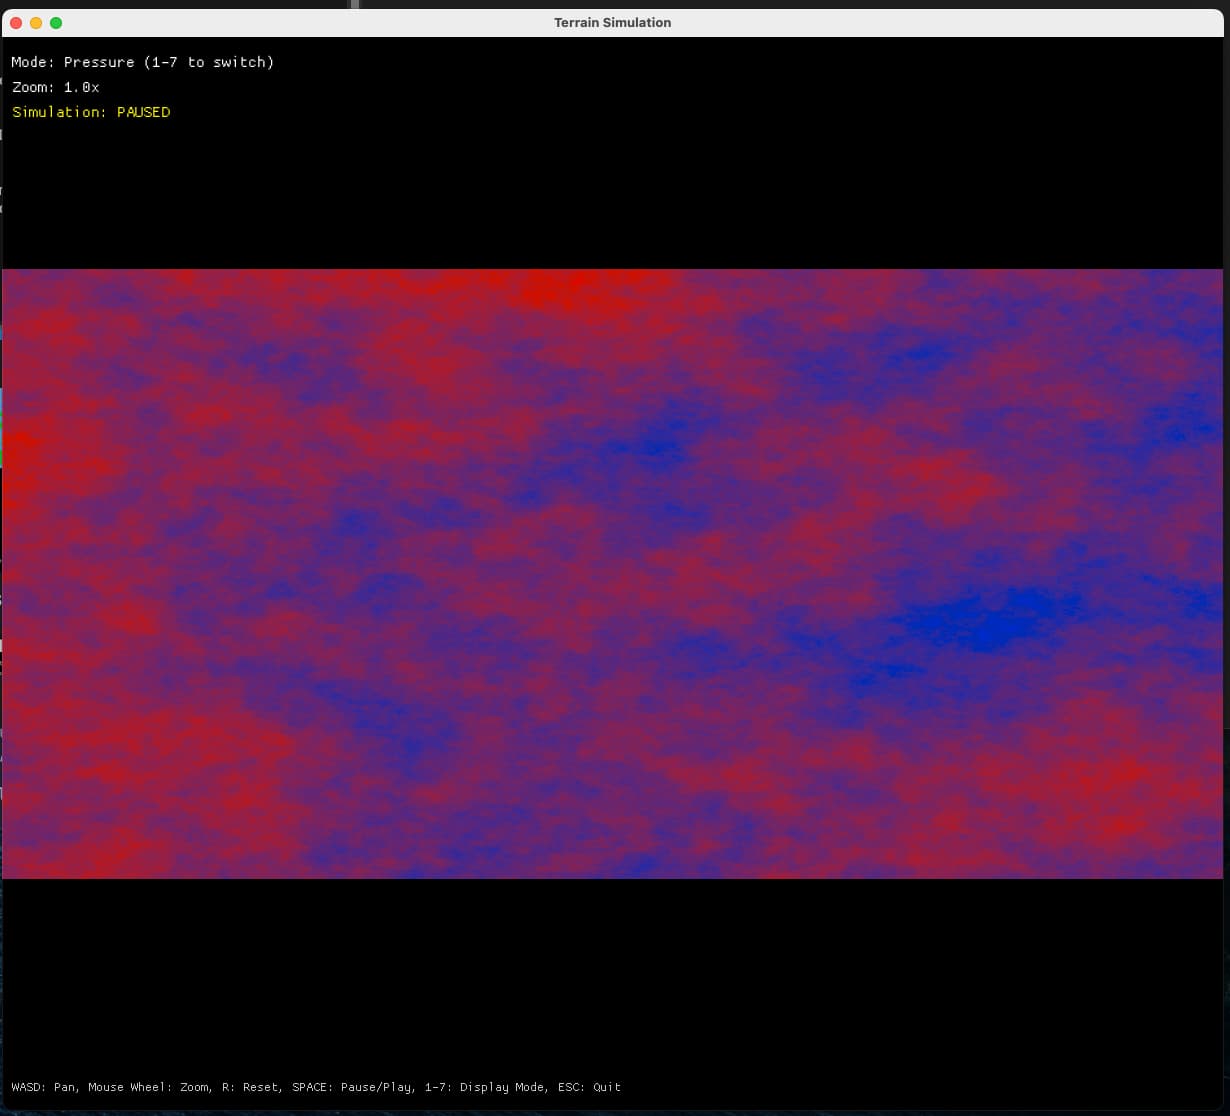 Terrain Simulation
Mode: Pressure (1-7 to switch)
Zoom: 1.0x
Simulation: PAUSED
WASD: Pan, Mouse Wheel: Zoom, R: Reset, SPACE: Pause/Play, 1-7: Display Mode, ESC: Quit